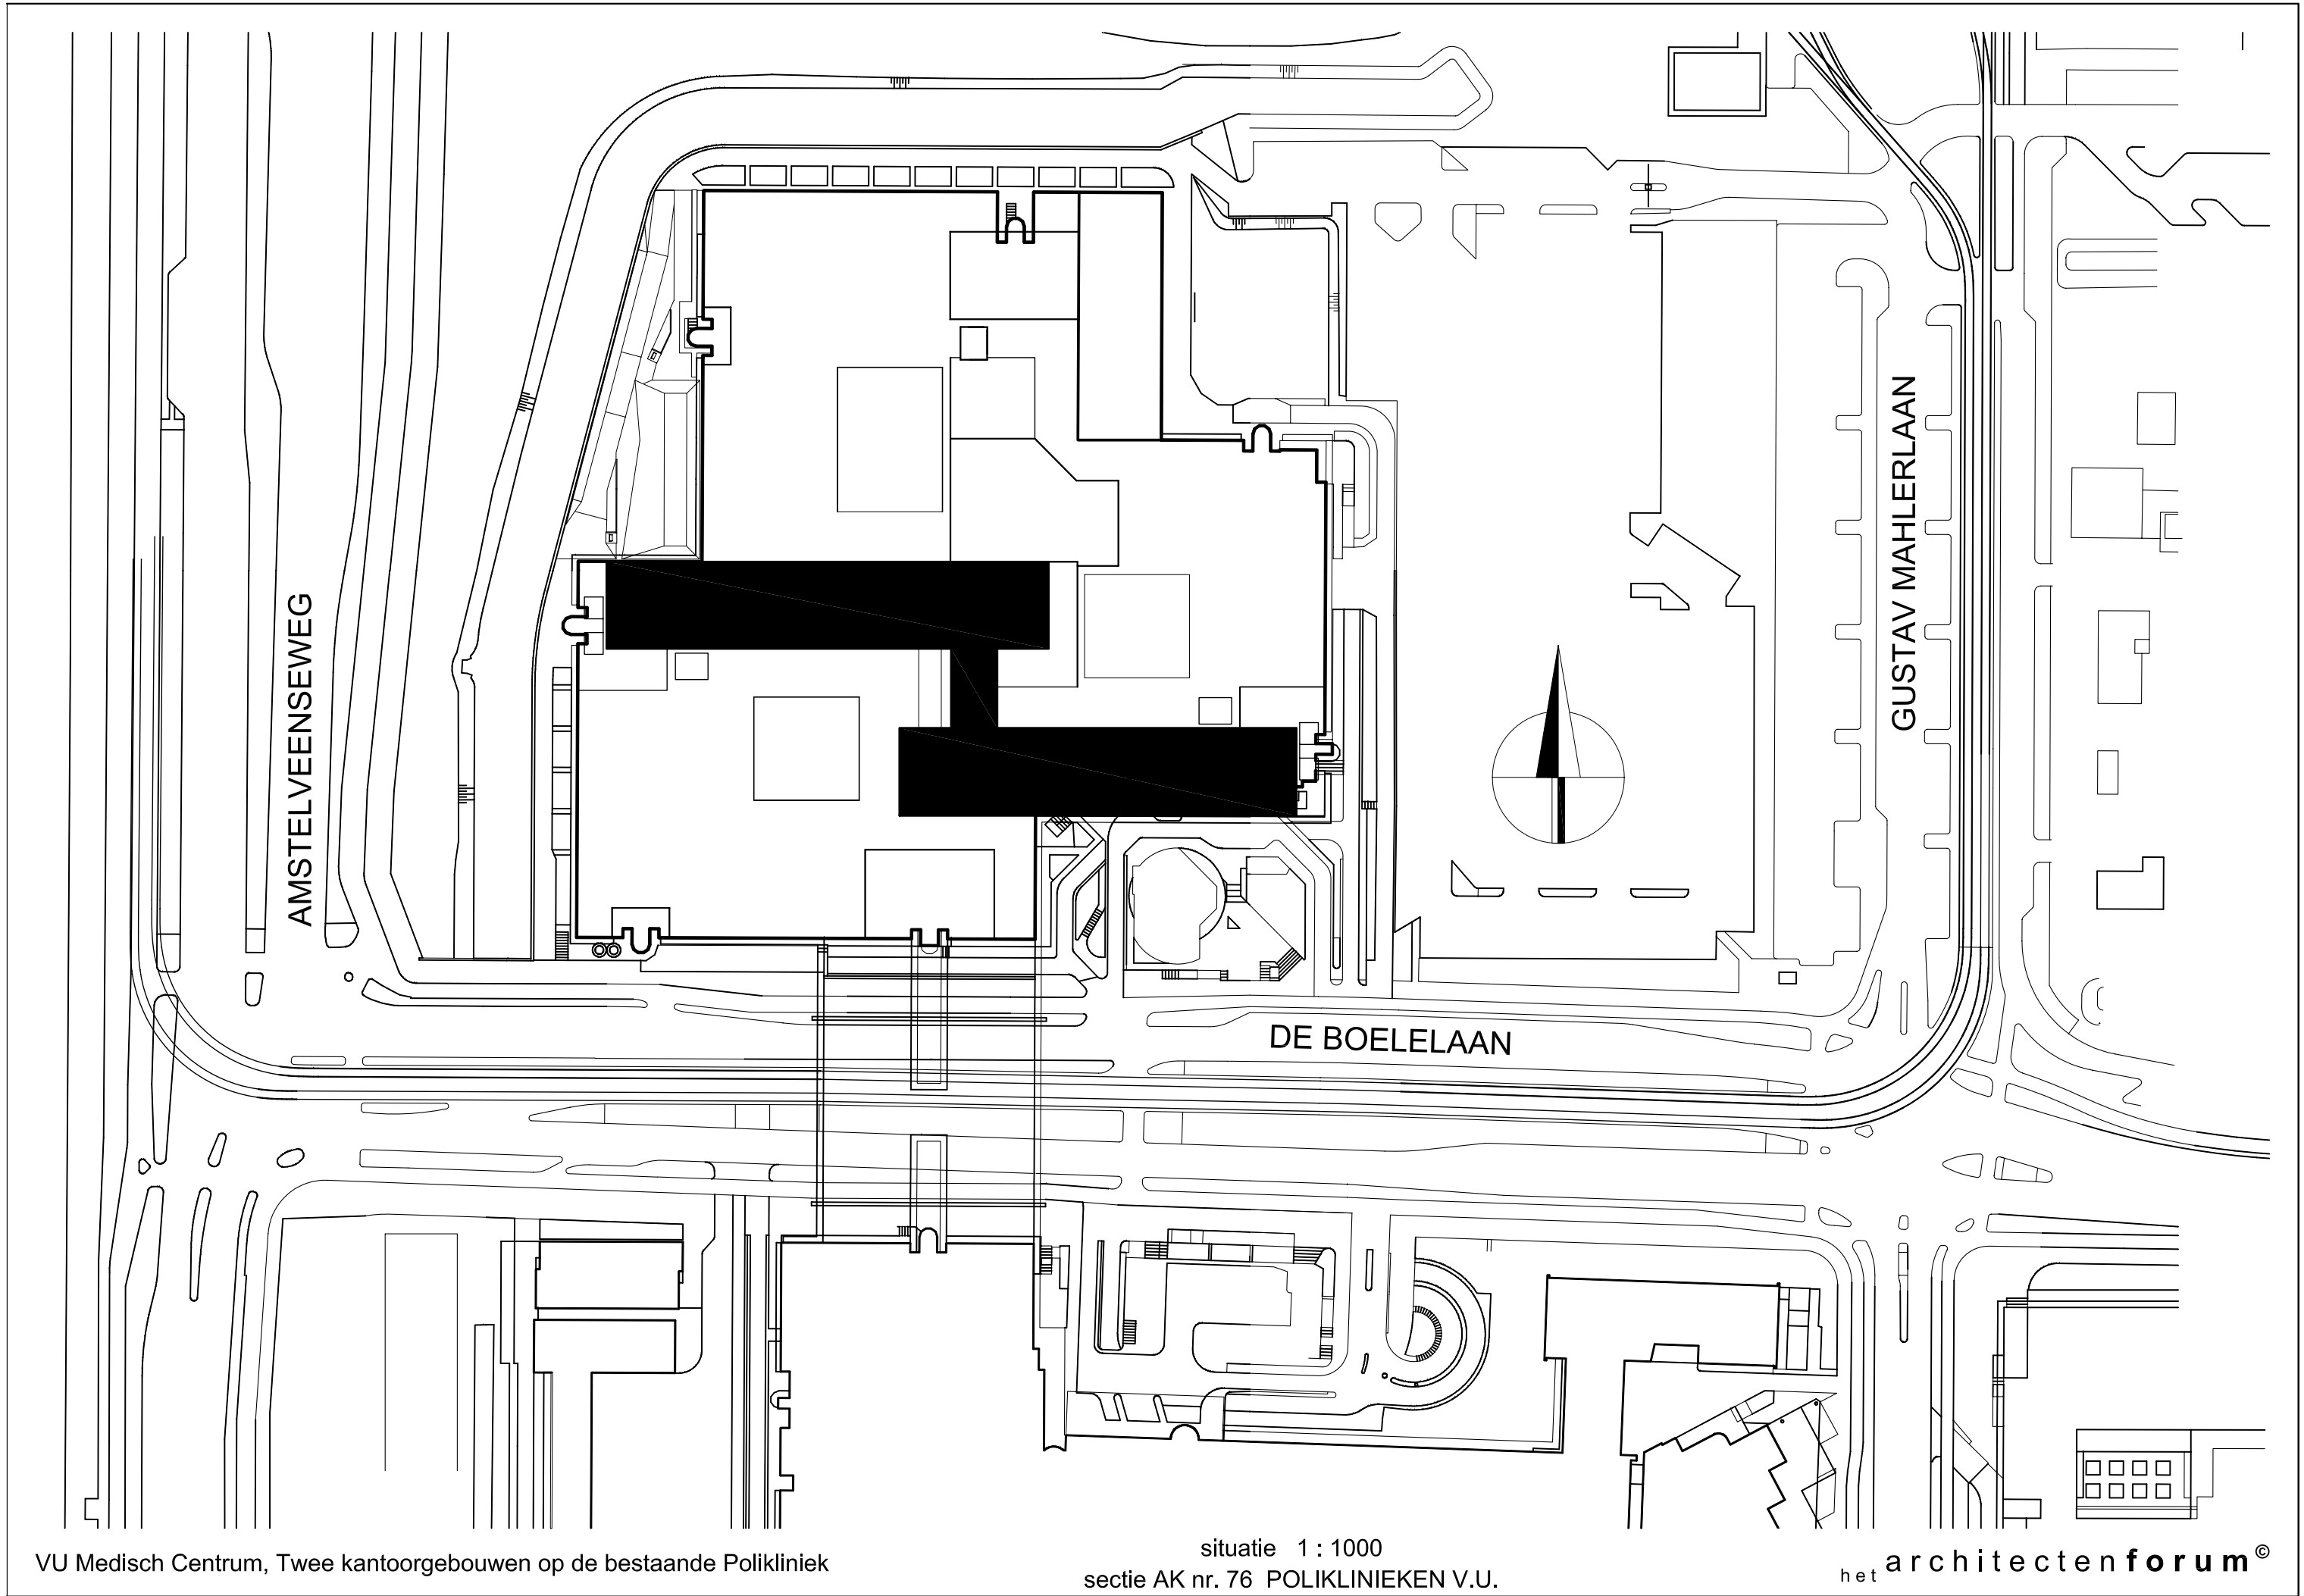 AMSTELVEENSEWEG
GUSTAV MAHLERLAAN
DE BOELELAAN
VU Medisch Centrum, Twee kantoorgebouwen op de bestaande Polikliniek
situatie 1 : 1000
sectie AK nr. 76 POLIKLINIEKEN V.U.
het architectenforum©